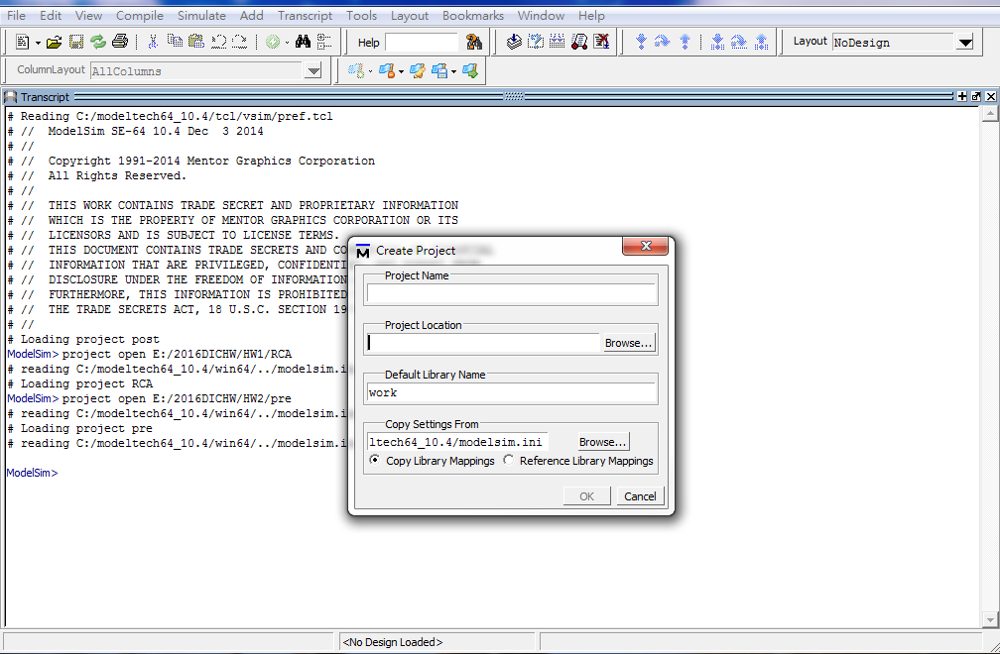 File Edit View Compile Simulate Add Transcript Tools Layout Bookmarks Window Help
Help
Layout NoDesign
ColumnLayout AllColumns
Transcript
# Reading C:/modeltech64_10.4/tcl/vsim/pref.tcl
# //  ModelSim SE-64 10.4 Dec  3 2014
# //
# //  Copyright 1991-2014 Mentor Graphics Corporation
# //  All Rights Reserved.
# //
# //  THIS WORK CONTAINS TRADE SECRET AND PROPRIETARY INFORMATION
# //  WHICH IS THE PROPERTY OF MENTOR GRAPHICS CORPORATION OR ITS
# //  LICENSORS AND IS SUBJECT TO LICENSE TERMS.
# //  THIS DOCUMENT CONTAINS TRADE SECRETS AND CO
# //  INFORMATION THAT ARE PRIVILEGED, CONFIDENTI
# //  DISCLOSURE UNDER THE FREEDOM OF INFORMATION
# //  FURTHERMORE, THIS INFORMATION IS PROHIBITED
# //  THE TRADE SECRETS ACT, 18 U.S.C. SECTION 19
# //
# Loading project post
ModelSim> project open E:/2016DICHW/HW1/RCA
# reading C:/modeltech64_10.4/win64/../modelsim.i
# Loading project RCA
ModelSim> project open E:/2016DICHW/HW2/pre
# reading C:/modeltech64_10.4/win64/../modelsim.i
# Loading project pre
# reading C:/modeltech64_10.4/win64/../modelsim.i
ModelSim>
Create Project
Project Name
Project Location
Browse...
Default Library Name
work
Copy Settings From
ltech64_10.4/modelsim.ini Browse...
Copy Library Mappings Reference Library Mappings
OK Cancel
<No Design Loaded>